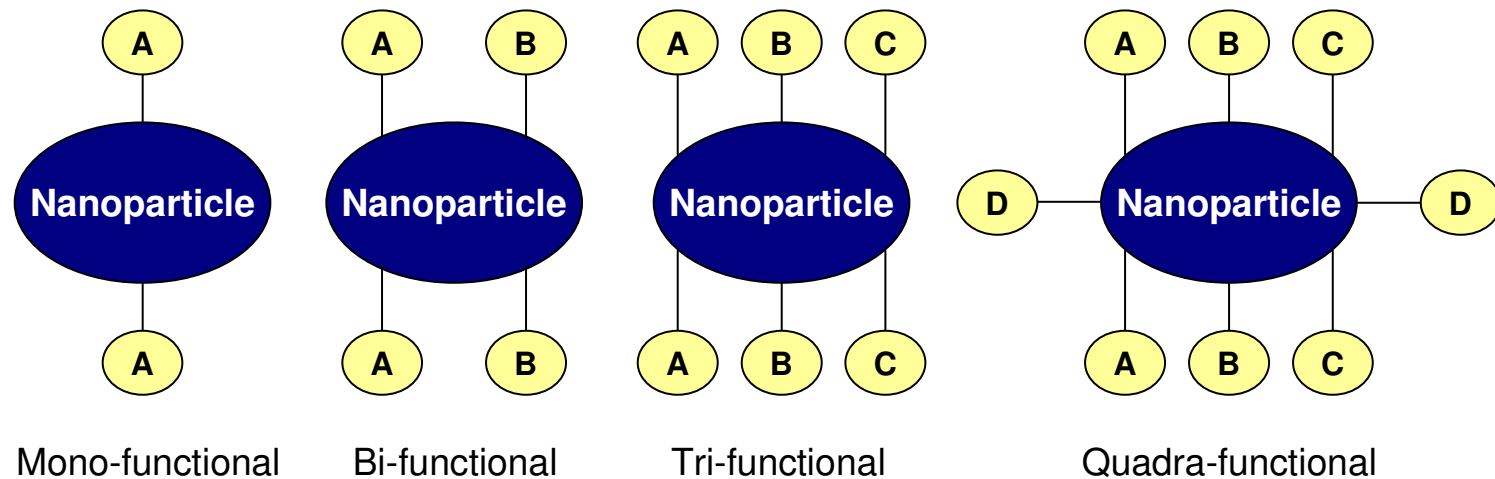 A A B A B C A B C
Nanoparticle Nanoparticle Nanoparticle D Nanoparticle D
A A B A B C A B C
Mono-functional Bi-functional Tri-functional Quadra-functional